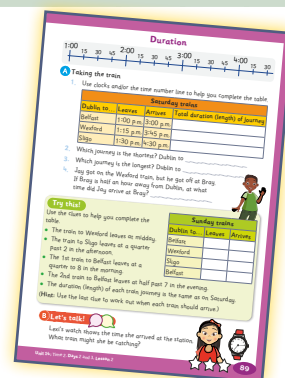 Duration
1:00 15 30 45 2:00 15 30 45 3:00 15 30 45 4:00 15 30
A Taking the train
1. Use clocks and/or the time number line to help you complete the table
Saturday trains
Dublin to... Leaves Arrives Total duration (length) of journey
Belfast 1:00 p.m. 3:00 p.m.
Wexford 1:15 p.m. 3:45 p.m.
Sligo 1:30 p.m. 4:30 p.m.
2. Which journey is the shortest? Dublin to
3. Which journey is the longest? Dublin to
4. Jay got on the Wexford train, but he got off at Bray.
If Bray is half an hour away from Dublin, at what
time did Jay arrive at Bray?
Try this!
Use the clues to help you complete the
table.
• The train to Wexford leaves at midday.
• The train to Sligo leaves at a quarter
past 2 in the afternoon.
• The 1st train to Belfast leaves at a
quarter to 8 in the morning.
• The 2nd train to Belfast leaves at half past 7 in the evening.
• The duration (length) of each train journey is the same as on Saturday.
(Hint: Use the last clue to work out when each train should arrive.)
Sunday trains
Dublin to... Leaves Arrives
Belfast
Wexford
Sligo
Belfast
B Let's talk!
Lexi's watch shows the time she arrived at the station.
What train might she be catching?
89